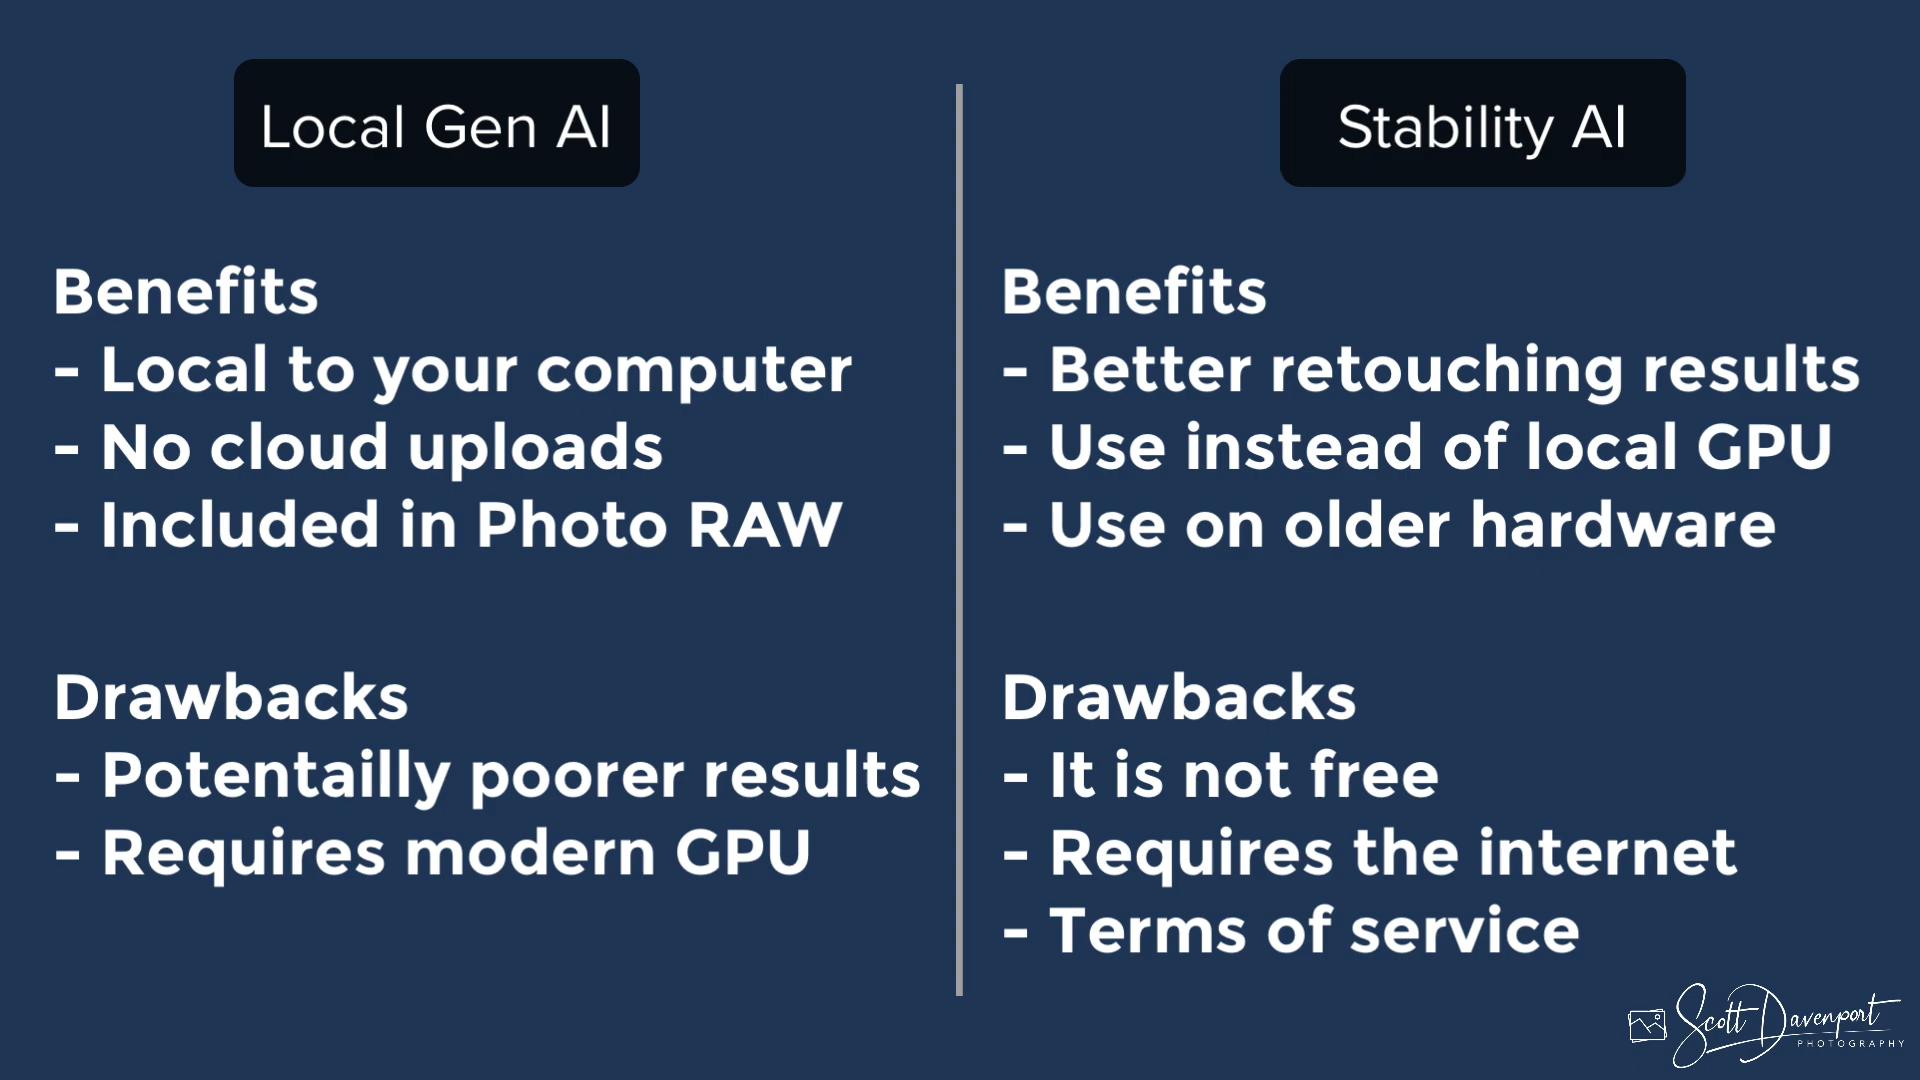 Local Gen AI
Benefits
- Local to your computer
- No cloud uploads
- Included in Photo RAW
Drawbacks
- Potentailly poorer results
- Requires modern GPU
Stability AI
Benefits
- Better retouching results
- Use instead of local GPU
- Use on older hardware
Drawbacks
- It is not free
- Requires the internet
- Terms of service
Scott Davenport
PHOTOGRAPHY